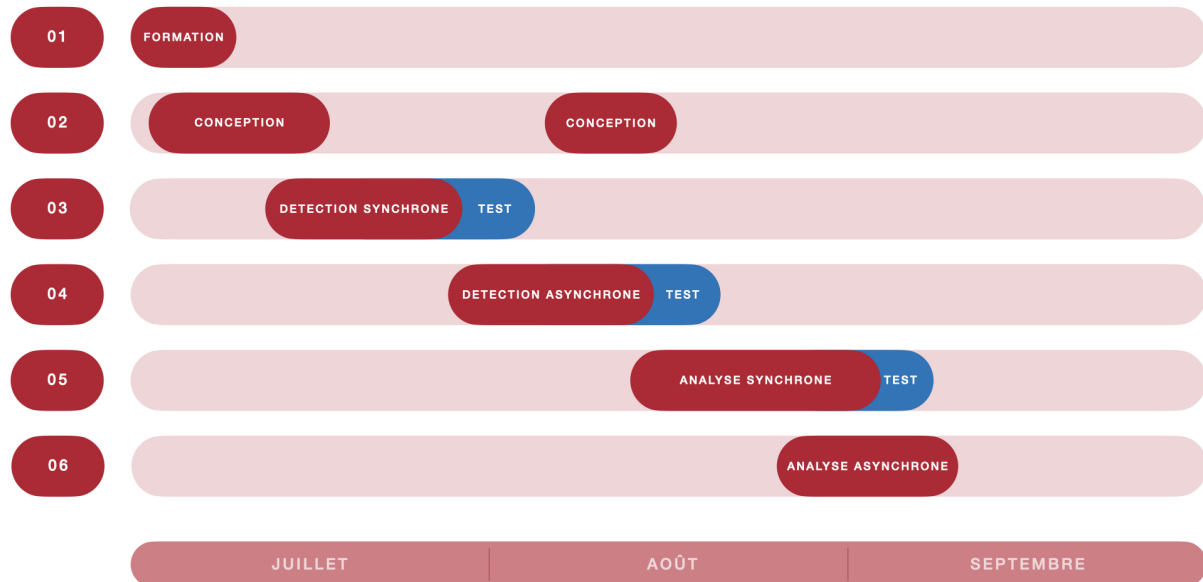 01
FORMATION
02
CONCEPTION
CONCEPTION
03
DETECTION SYNCHRONE
TEST
04
DETECTION ASYNCHRONE
TEST
05
ANALYSE SYNCHRONE
TEST
06
ANALYSE ASYNCHRONE
JUILLET
AOÛT
SEPTEMBRE